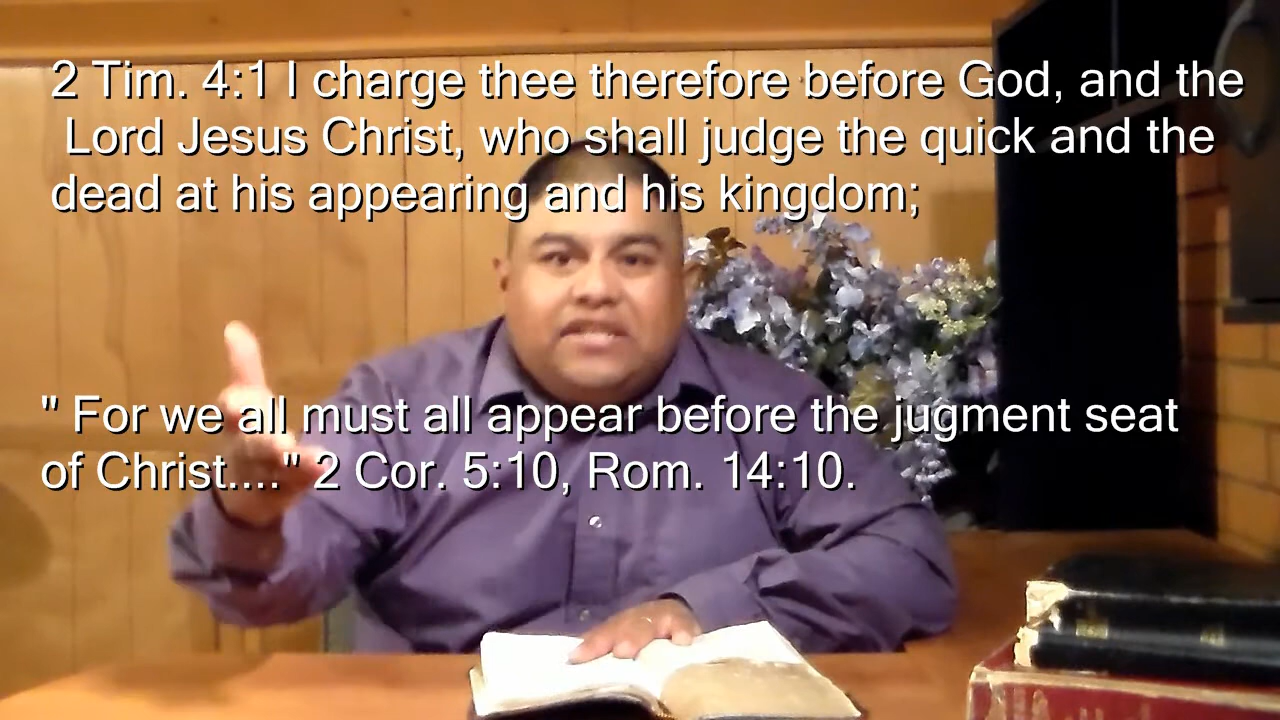 2 Tim. 4:1 I charge thee therefore before God, and the
Lord Jesus Christ, who shall judge the quick and the
dead at his appearing and his kingdom;
" For we all must all appear before the jugment seat
of Christ...." 2 Cor. 5:10, Rom. 14:10.